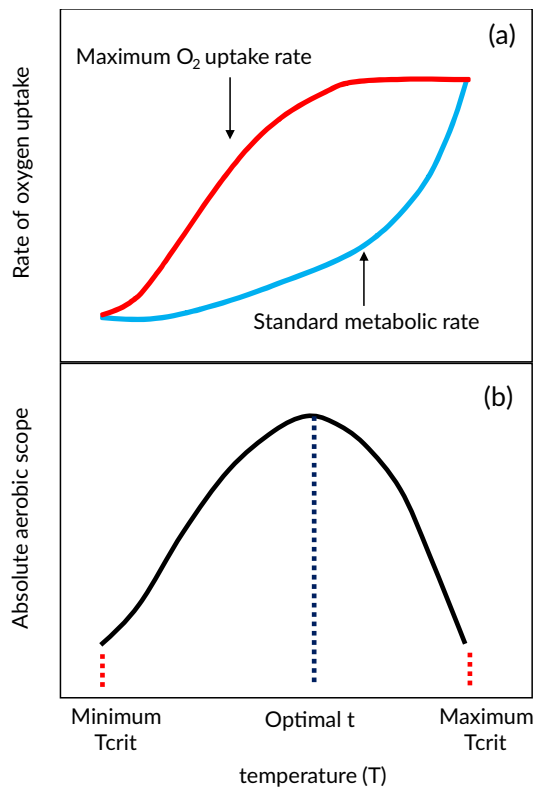 (a)
Maximum O₂ uptake rate
Rate of oxygen uptake
Standard metabolic rate
(b)
Absolute aerobic scope
Minimum
Tcrit
Optimal t
Maximum
Tcrit
temperature (T)